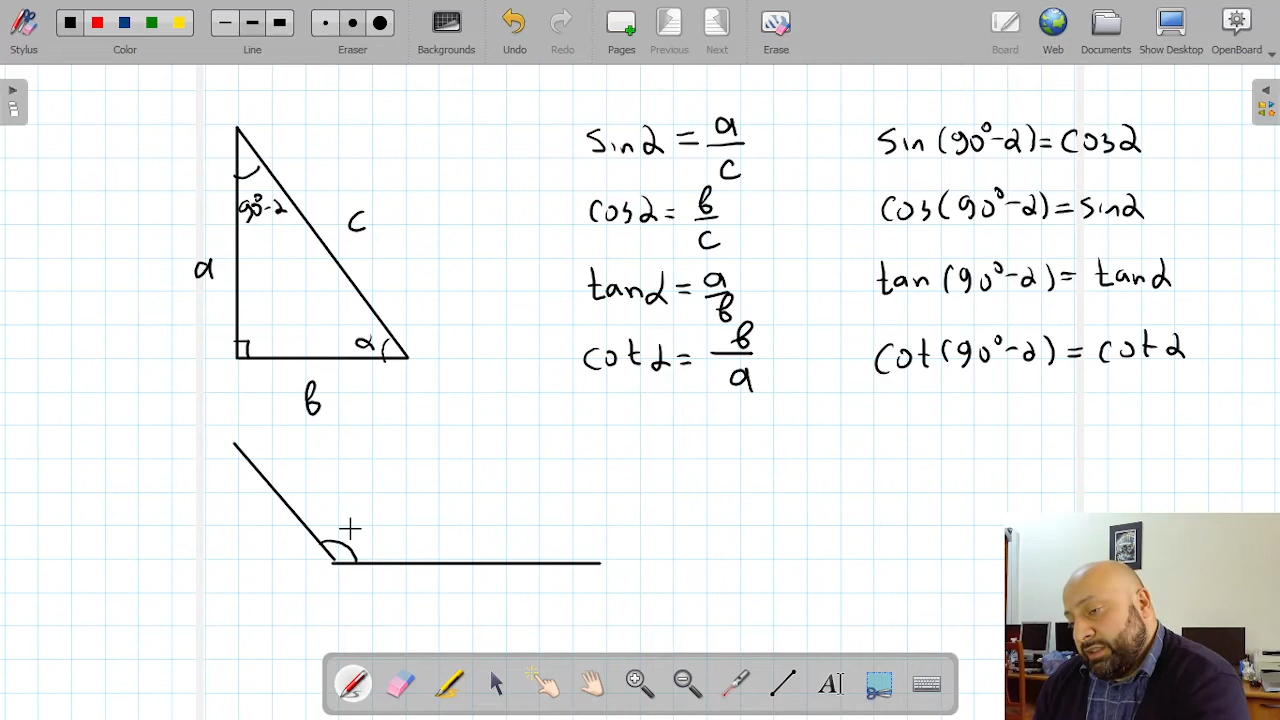 Stylus Color Line Eraser Backgrounds Undo Redo Pages Previous Next Erase Board Web Documents Show Desktop OpenBoard
sin α = a/c
sin (90°-α) = cos α
90°-α
c
cos α = в/c
cos (90°-α) = sin α
a
tan α = a/в
tan (90°-α) = tan α
α
cot α = в/a
cot (90°-α) = cot α
в